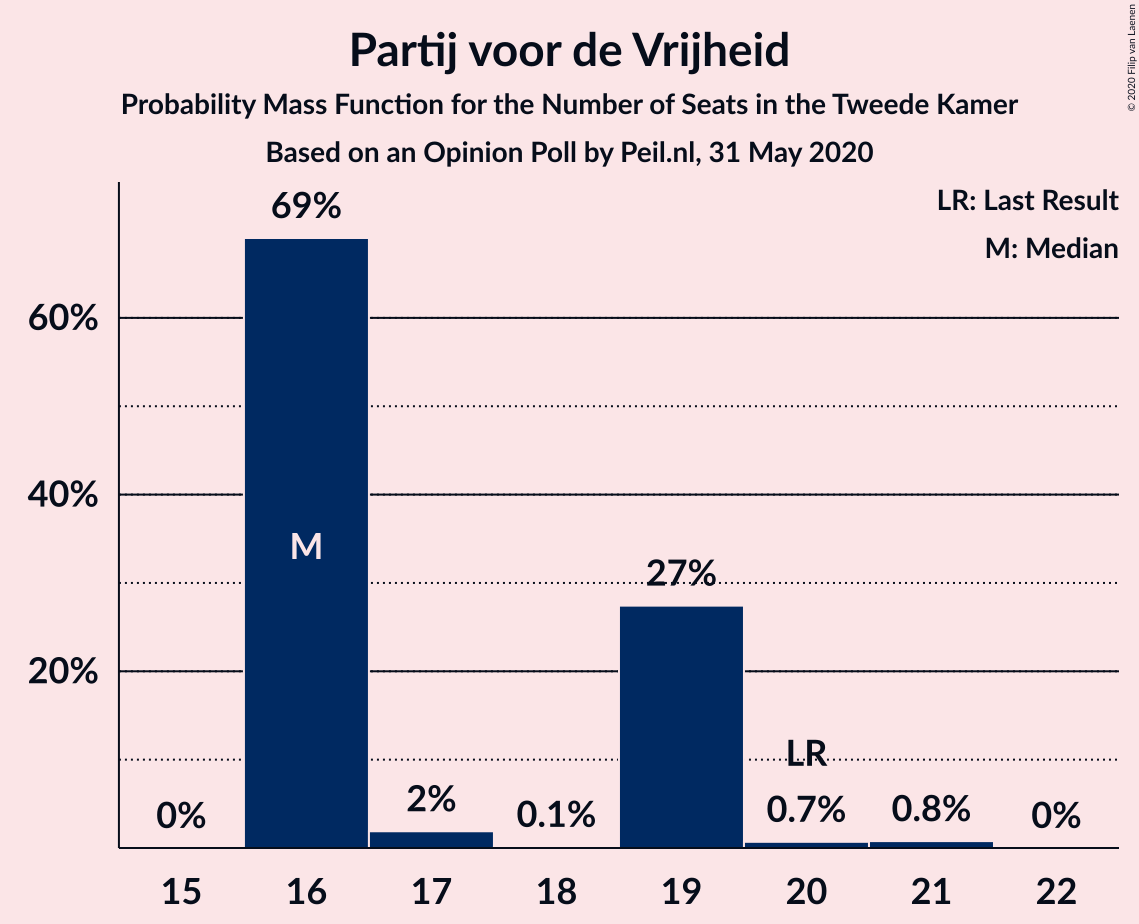 Partij voor de Vrijheid
Probability Mass Function for the Number of Seats in the Tweede Kamer
Based on an Opinion Poll by Peil.nl, 31 May 2020
© 2020 Filip van Laenen
LR: Last Result
M: Median
60%
40%
20%
0%
69%
M
2%
0.1%
27%
LR
0.7%
0.8%
0%
15 16 17 18 19 20 21 22